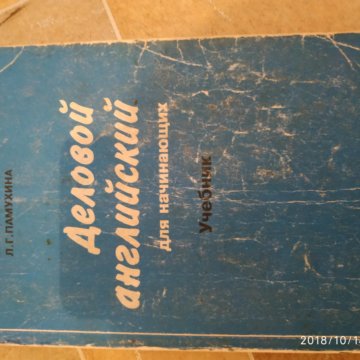 Л.Г.ПАМУХИНА
Деловой
английский
для начинающих
Учебник
2018/10/1